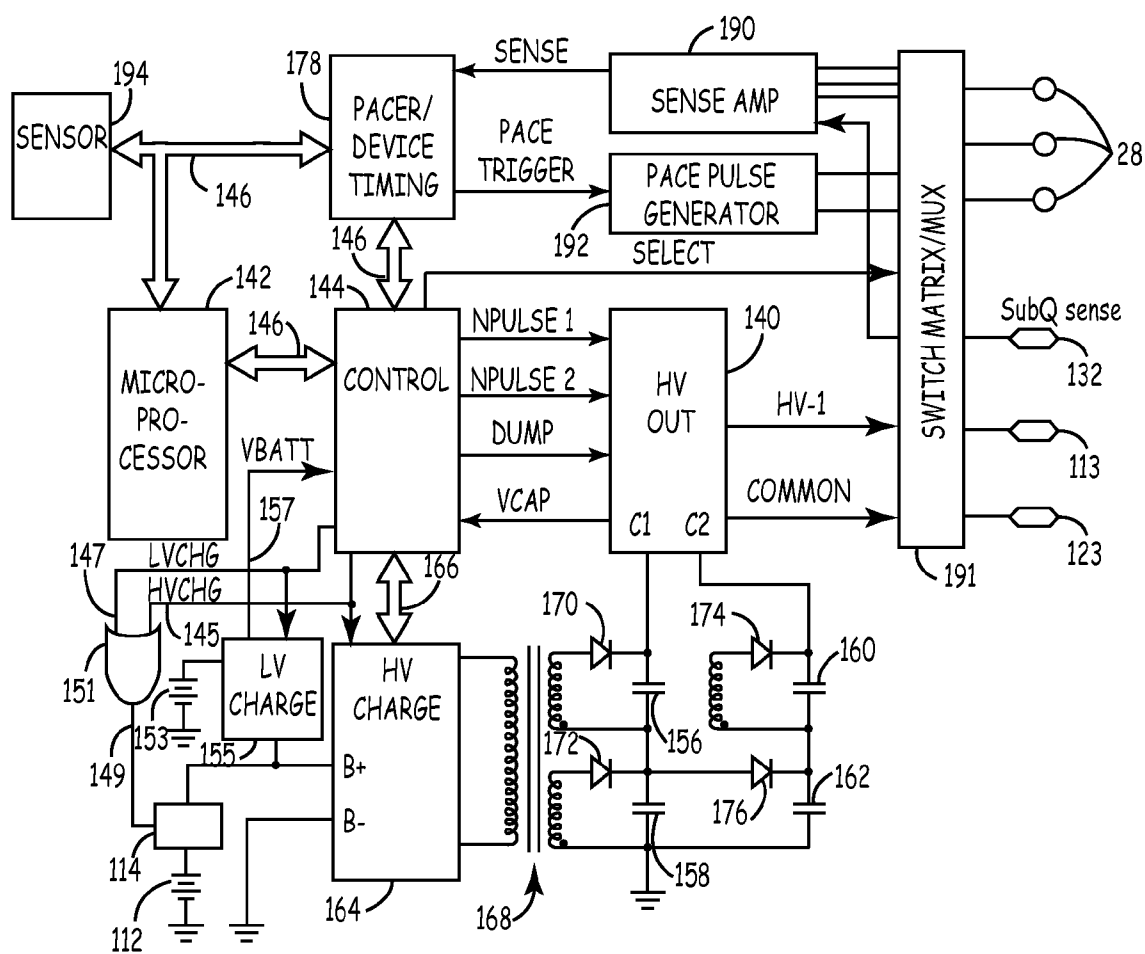 190
178
SENSE
194
SENSOR
PACER/
DEVICE
TIMING
SENSE AMP
PACE
TRIGGER
PACE PULSE
GENERATOR
28
146
192
146
SELECT
SWITCH MATRIX/MUX
142
144
SubQ sense
146
NPULSE 1
140
132
MICRO-
PRO-
CESSOR
CONTROL
NPULSE 2
HV
OUT
HV-1
VBATT
DUMP
113
157
VCAP
COMMON
C1
C2
123
147
LVCHG
166
191
HVCHG
145
170
174
151
LV
CHARGE
HV
CHARGE
160
153
155
172
156
149
B+
162
176
B-
114
158
164
168
112